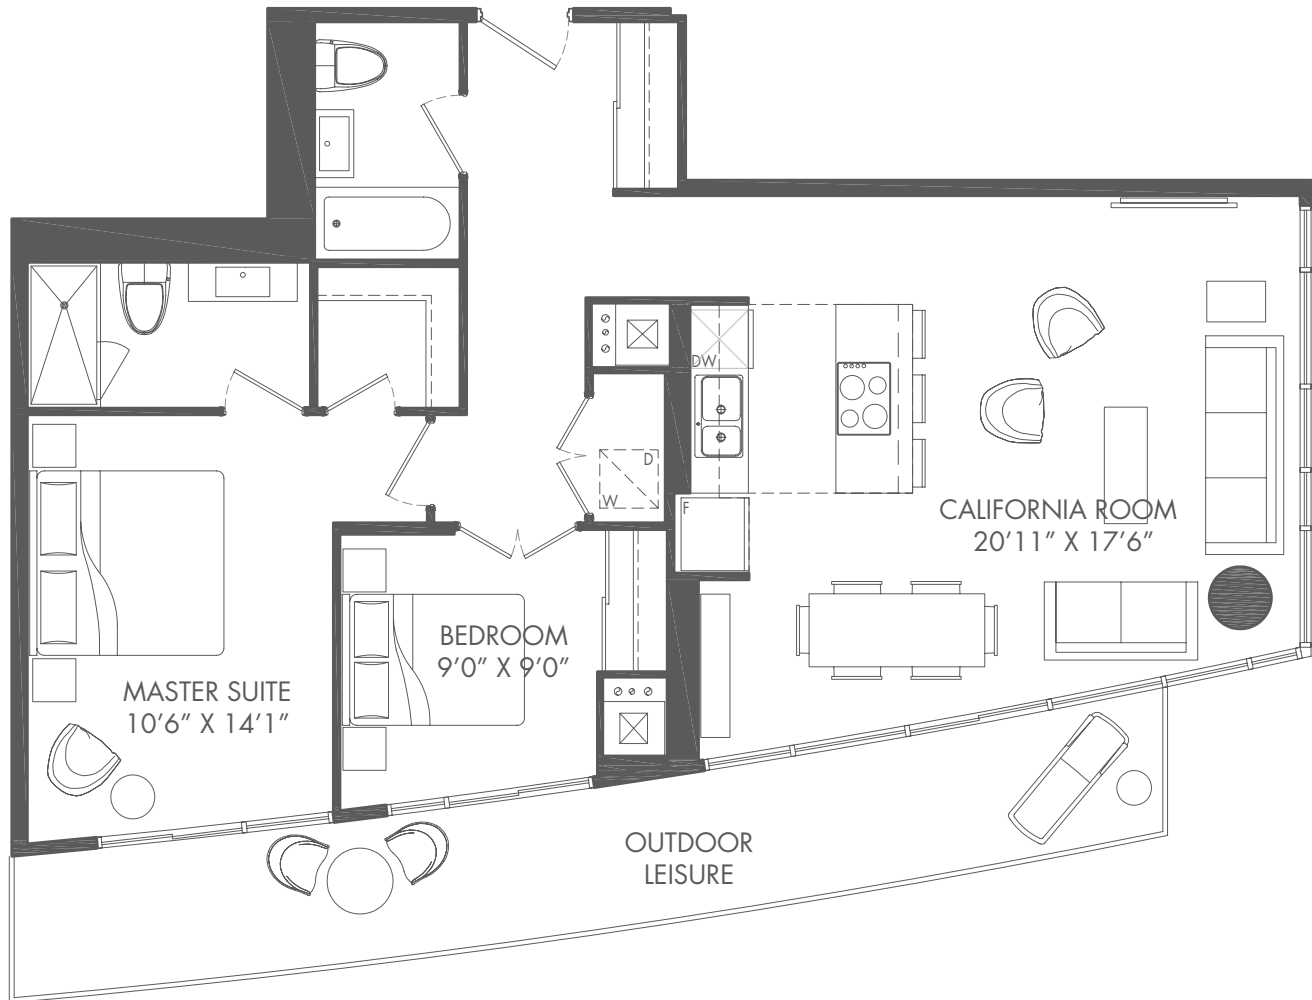 DW
D
W
F
CALIFORNIA ROOM
20’11” X 17’6”
BEDROOM
9’0” X 9’0”
MASTER SUITE
10’6” X 14’1”
OUTDOOR
LEISURE